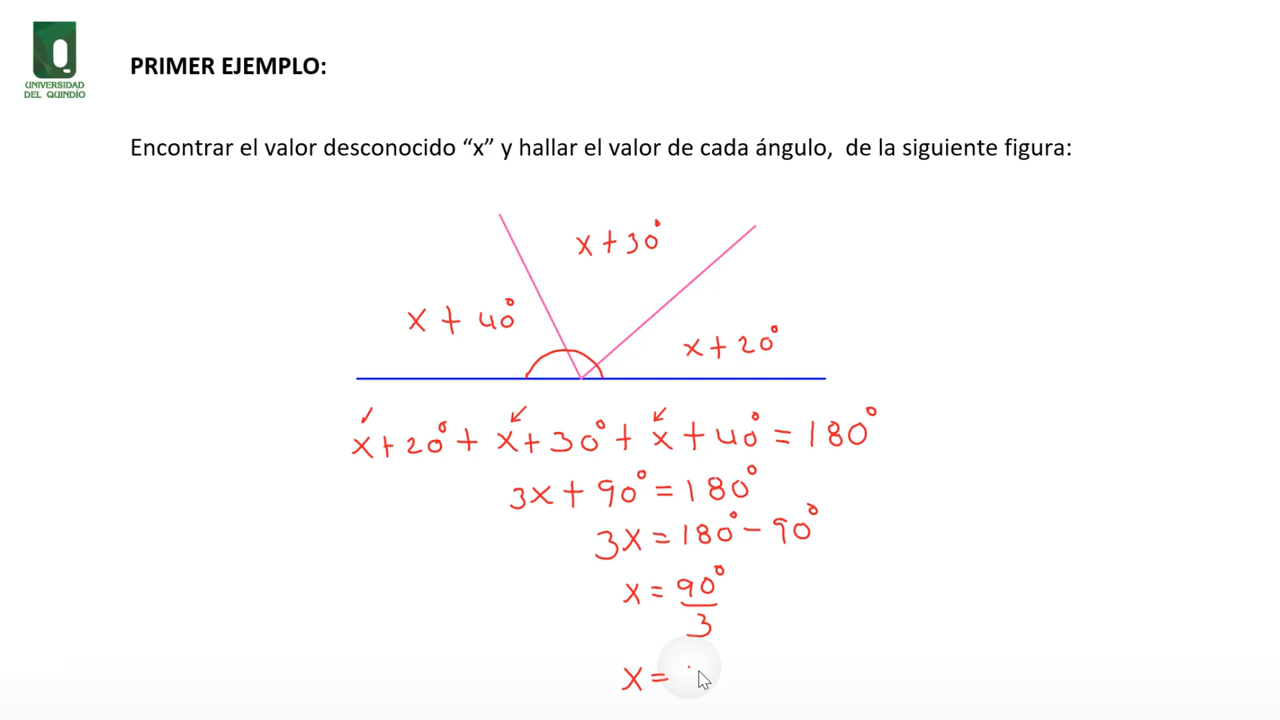 UNIVERSIDAD
DEL QUINDÍO
PRIMER EJEMPLO:
Encontrar el valor desconocido “x” y hallar el valor de cada ángulo, de la siguiente figura:
x+30°
x + 40°
x+20°
x+20° + x+30° + x + 40° = 180°
3x + 90° = 180°
3x = 180° - 90°
x = 90°
3
x =